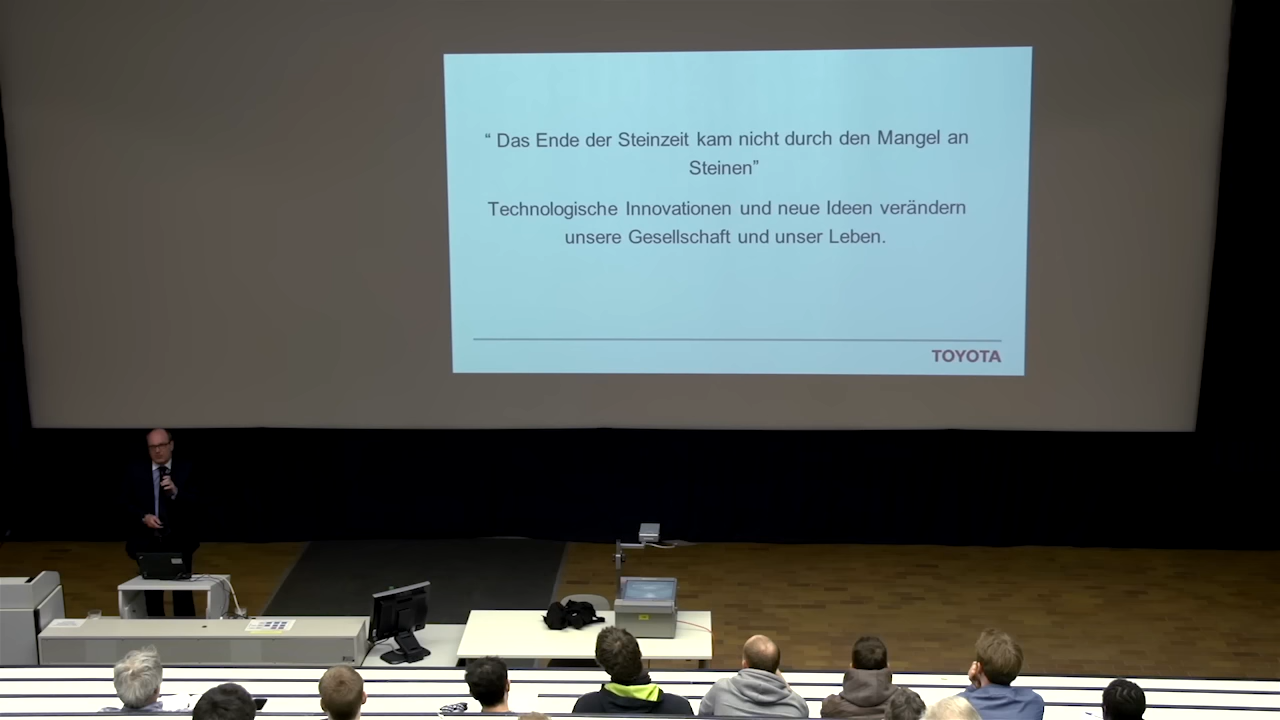 “ Das Ende der Steinzeit kam nicht durch den Mangel an
Steinen”
Technologische Innovationen und neue Ideen verändern
unsere Gesellschaft und unser Leben.
TOYOTA